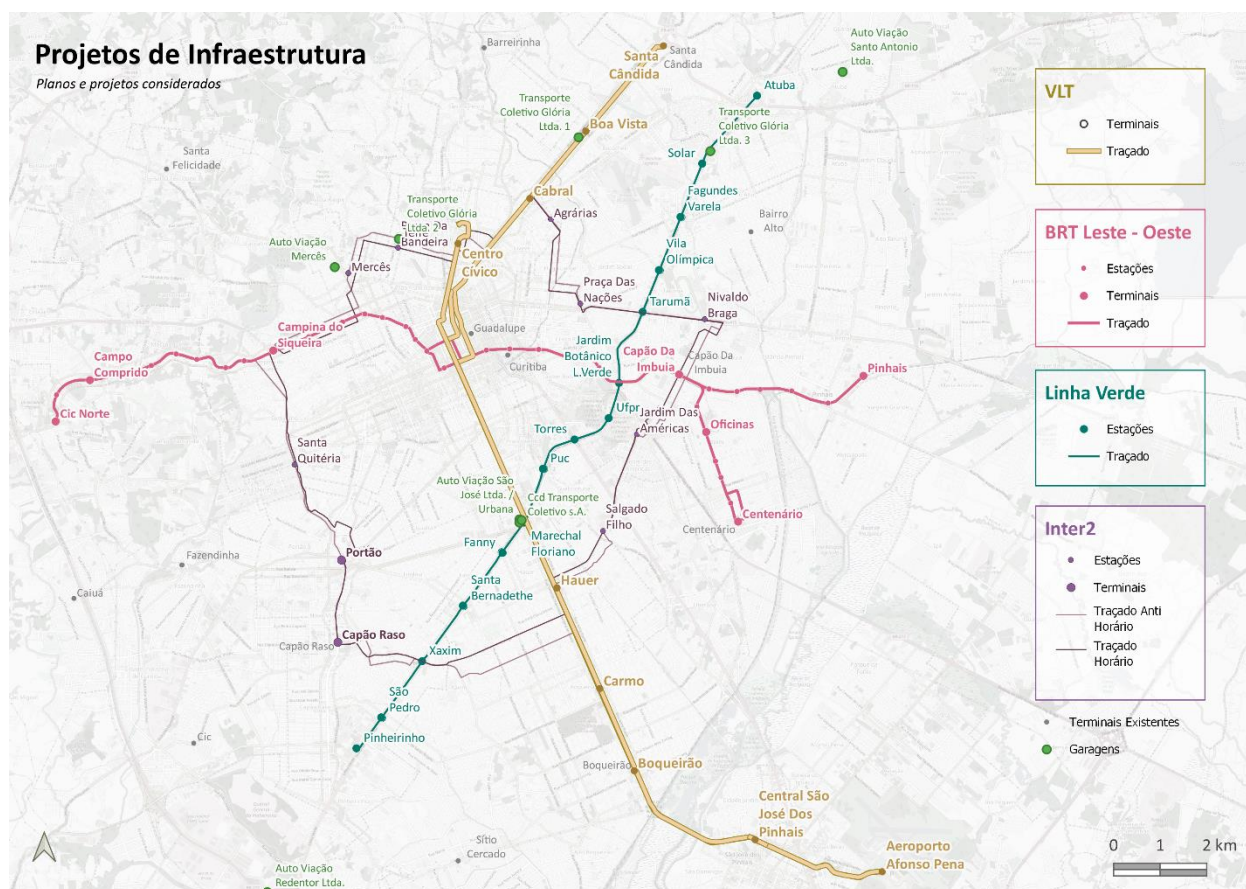 Projetos de Infraestrutura
Planos e projetos considerados
Barreirinha
Santa
Cândida
Santa
Cândida
Auto Viação
Santo Antonio
Ltda.
Atuba
Transporte
Coletivo Glória
Ltda. 1
Boa Vista
Transporte
Coletivo Glória
Ltda. 3
Solar
Santa
Felicidade
Cabral
Fagundes
Varela
Transporte
Coletivo Glória
Ltda. 2
Agrárias
Bairro
Alto
Bandeira
Centro
Cívico
Auto Viação
Mercês
Mercês
Vila
Olímpica
Praça Das
Nações
Tarumã
Nivaldo
Braga
Campina do
Siqueira
Guadalupe
Jardim
Botânico
L.Verde
Capão Da
Imbuia
Capão Da
Imbuia
Campo
Comprido
Curitiba
Pinhais
Cic Norte
Ufpr
Jardim Das
Américas
Oficinas
Santa
Quitéria
Torres
Puc
Auto Viação São
José Ltda. /
Urbana
Ccd Transporte
Coletivo s.A.
Salgado
Filho
Centenário
Centenário
Marechal
Floriano
Fanny
Portão
Fazendinha
Hauer
Santa
Bernadethe
Caiuá
Capão Raso
Capão Raso
Xaxim
Carmo
São
Pedro
Cic
Pinheirinho
Boqueirão
Boqueirão
Central São
José Dos
Pinhais
Sítio
Cercado
Aeroporto
Afonso Pena
Auto Viação
Redentor Ltda.
VLT
Terminais
Traçado
BRT Leste - Oeste
Estações
Terminais
Traçado
Linha Verde
Estações
Traçado
Inter2
Estações
Terminais
Traçado Anti
Horário
Traçado
Horário
Terminais Existentes
Garagens
0 1 2 km